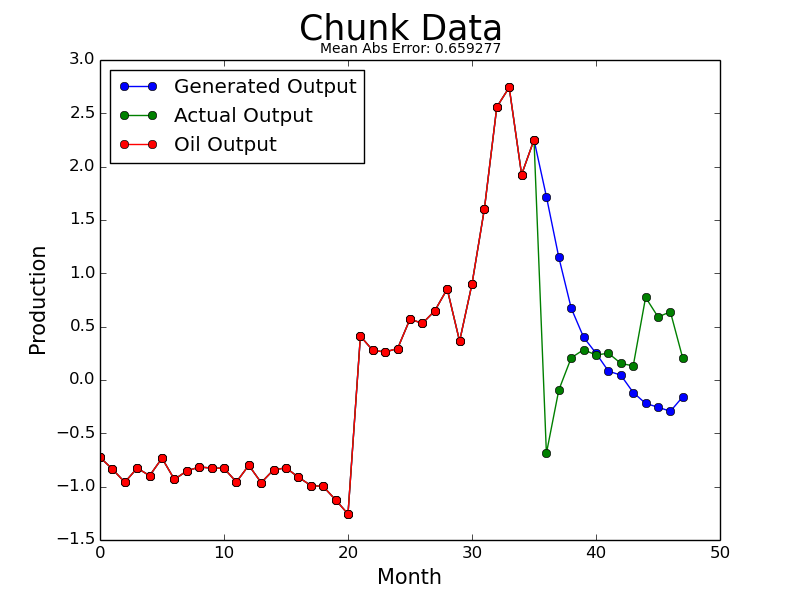 Chunk Data
Mean Abs Error: 0.659277
Generated Output
Actual Output
Oil Output
3.0
2.5
2.0
1.5
1.0
0.5
0.0
−0.5
−1.0
−1.5
Production
0 10 20 30 40 50
Month